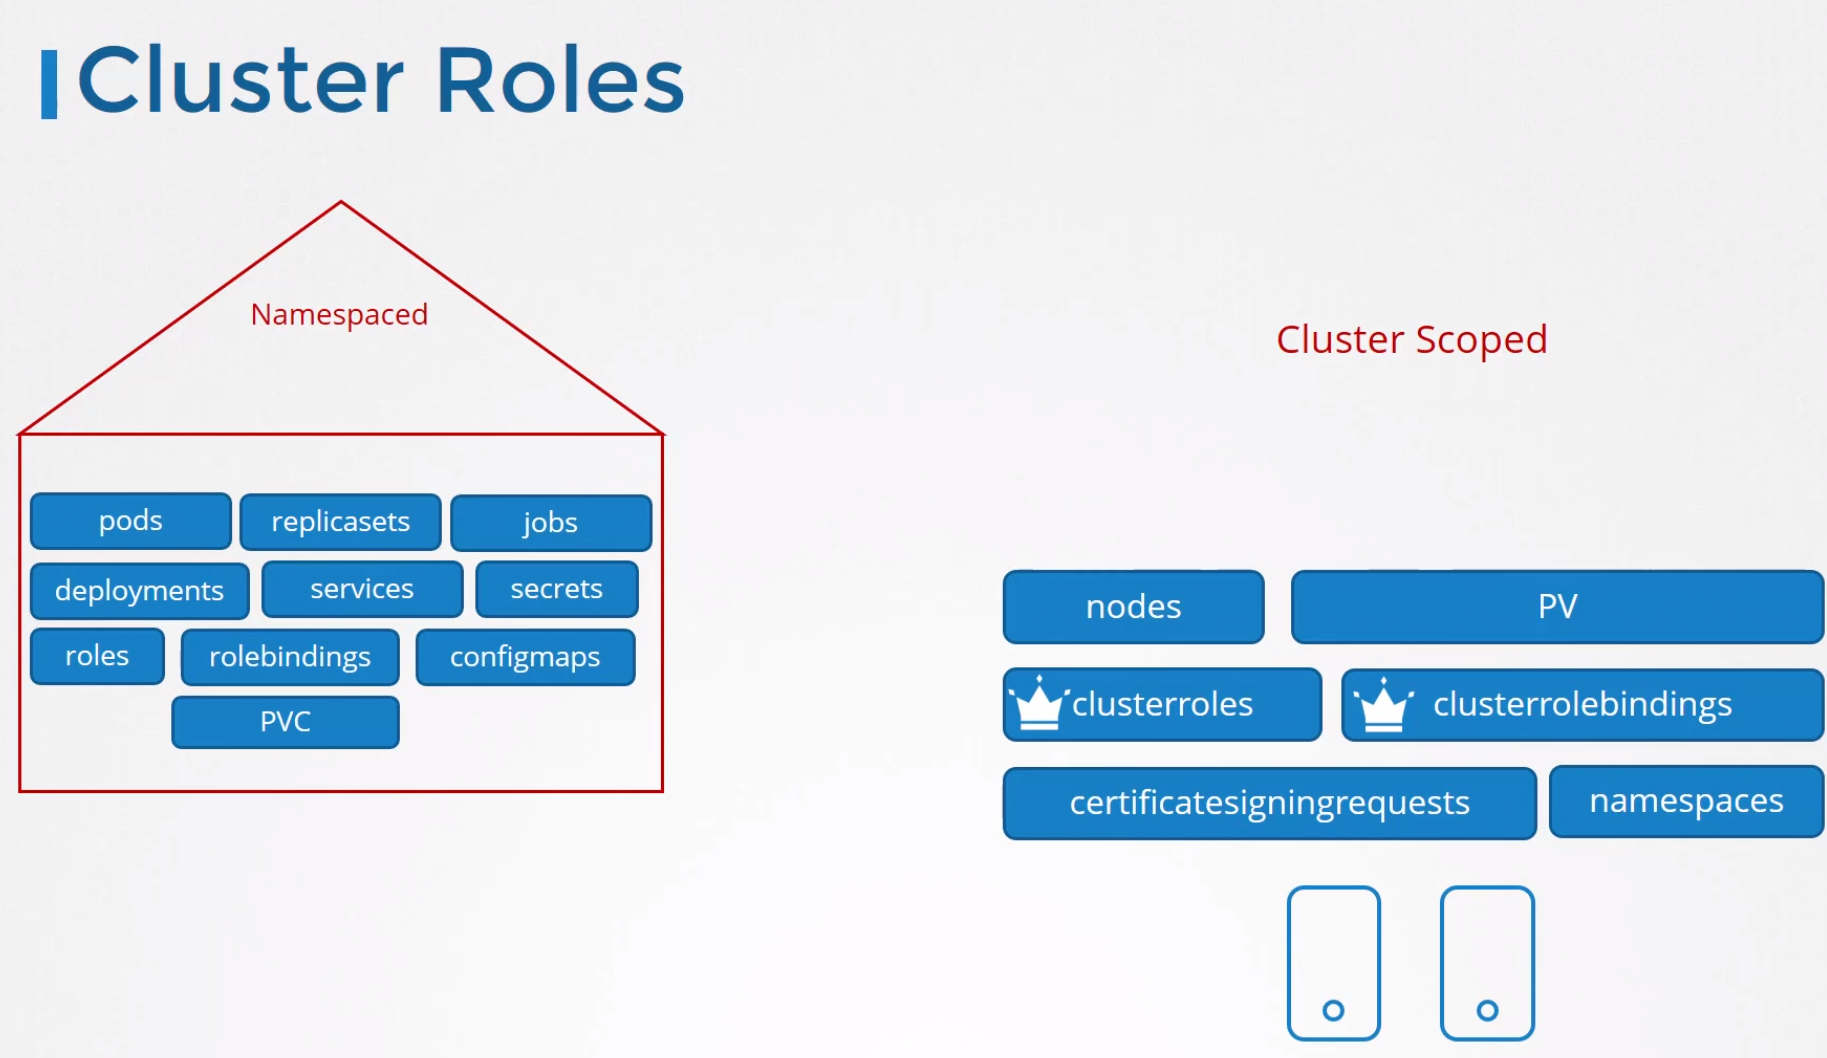 Cluster Roles
Namespaced
pods
replicasets
jobs
deployments
services
secrets
roles
rolebindings
configmaps
PVC
Cluster Scoped
nodes
PV
clusterroles
clusterrolebindings
certificatesigningrequests
namespaces